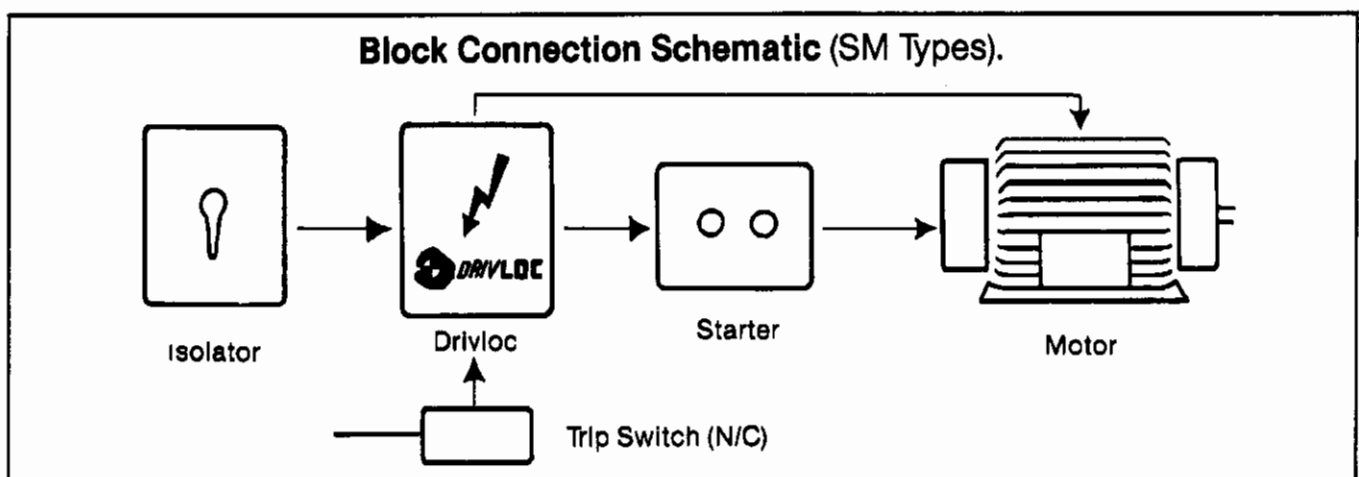 Block Connection Schematic (SM Types).
DRIVLOC
Isolator
Drivloc
Starter
Motor
Trip Switch (N/C)